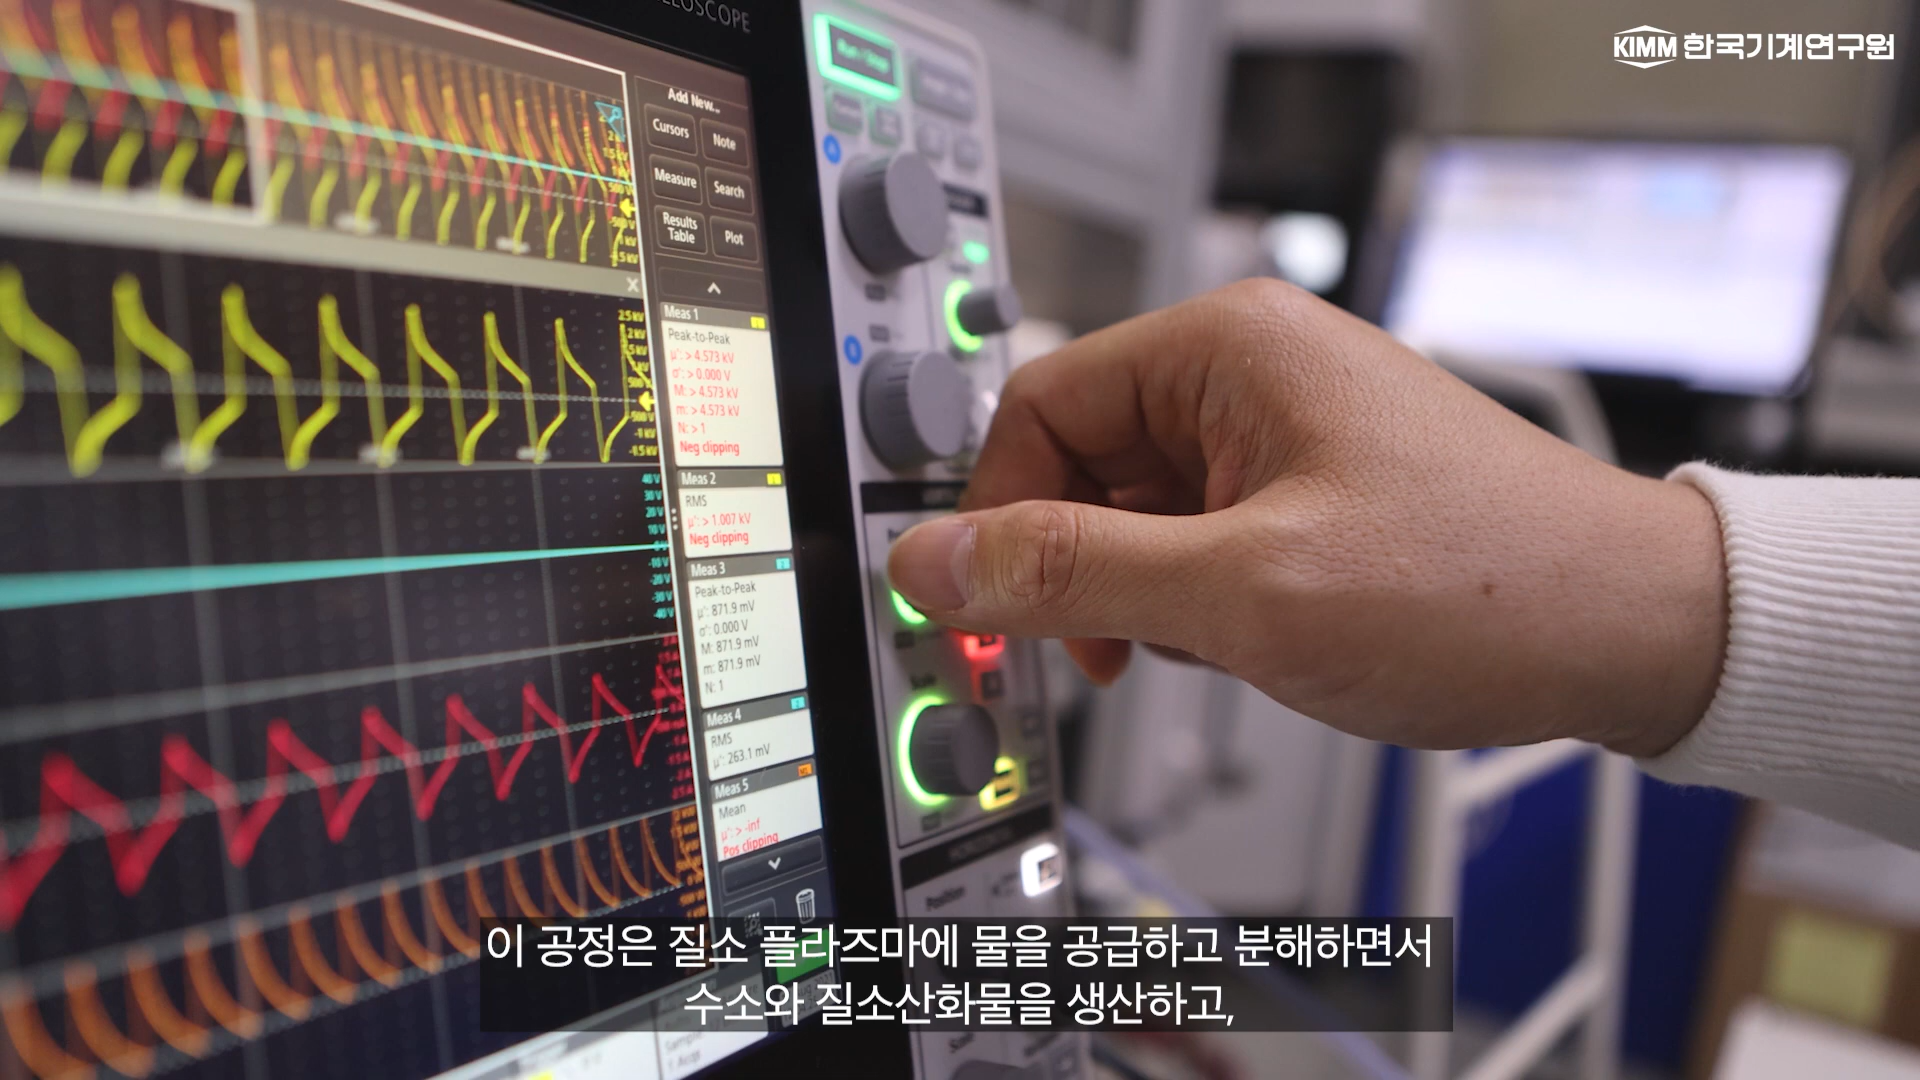 KIMM 한국기계연구원
Add New...
Cursors
Note
Measure
Search
Results
Table
Plot
Meas 1
Peak-to-Peak
µ': > 4.573 kV
σ': > 0.000 V
M: > 4.573 kV
m: > 4.573 kV
N: > 1
Neg clipping
Meas 2
RMS
µ': > 1.007 kV
Neg clipping
Meas 3
Peak-to-Peak
µ': 871.9 mV
σ': 0.000 V
M: 871.9 mV
m: 871.9 mV
N: 1
Meas 4
RMS
µ': 263.1 mV
Meas 5
Mean
µ': > -inf
Pos clipping
Position
이 공정은 질소 플라즈마에 물을 공급하고 분해하면서
수소와 질소산화물을 생산하고,